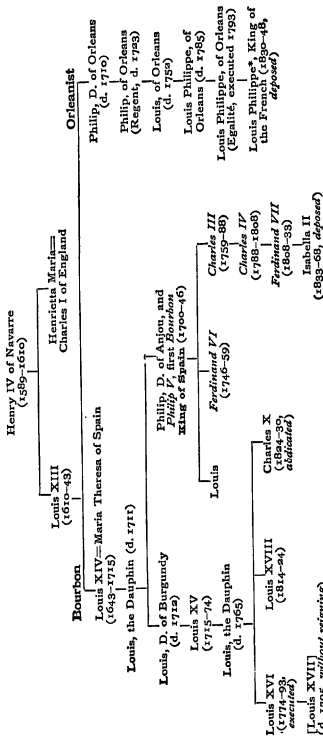 Henry IV of Navarre
(1589–1610)
Louis XIII
(1610–43)
Henrietta Maria=
Charles I of England
Bourbon
Orleanist
Louis XIV=Maria Theresa of Spain
(1643–1715)
Philip, D. of Orleans
(d. 1710)
Louis, the Dauphin (d. 1711)
Philip, of Orleans
(Regent, d. 1723)
Louis, D. of Burgundy
(d. 1712)
Philip, D. of Anjou, and
Philip V, first Bourbon
King of Spain (1700–46)
Louis, of Orleans
(d. 1752)
Louis XV
(1715–74)
Louis Philippe, of
Orleans (d. 1785)
Louis, the Dauphin
(d. 1765)
Louis
Ferdinand VI
(1746–59)
Charles III
(1759–88)
Charles IV
(1788–1808)
Ferdinand VII
(1808–33)
Isabella II
(1833–68, deposed)
Louis Philippe, of Orleans
(Egalité, executed 1793)
Louis Philippe*, King of
the French (1830–48,
deposed)
Louis XVI
(1774–93,
executed)
Louis XVIII
(1814–24)
Charles X
(1824–30,
abdicated)
[Louis XVII]